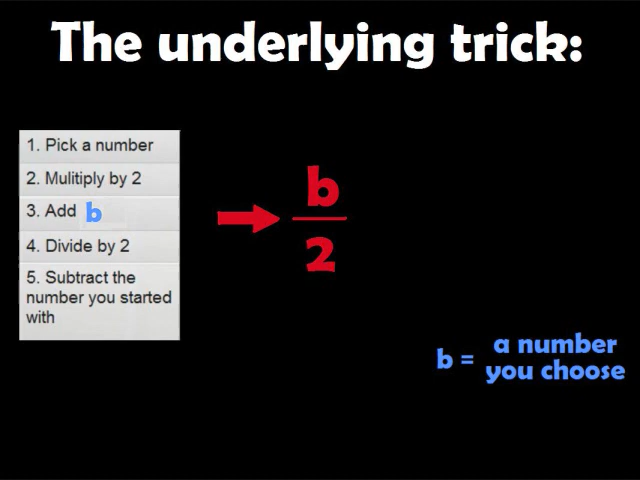 The underlying trick:
1. Pick a number
2. Mulitiply by 2
3. Add b
4. Divide by 2
5. Subtract the
number you started
with
b
2
b = a number
you choose